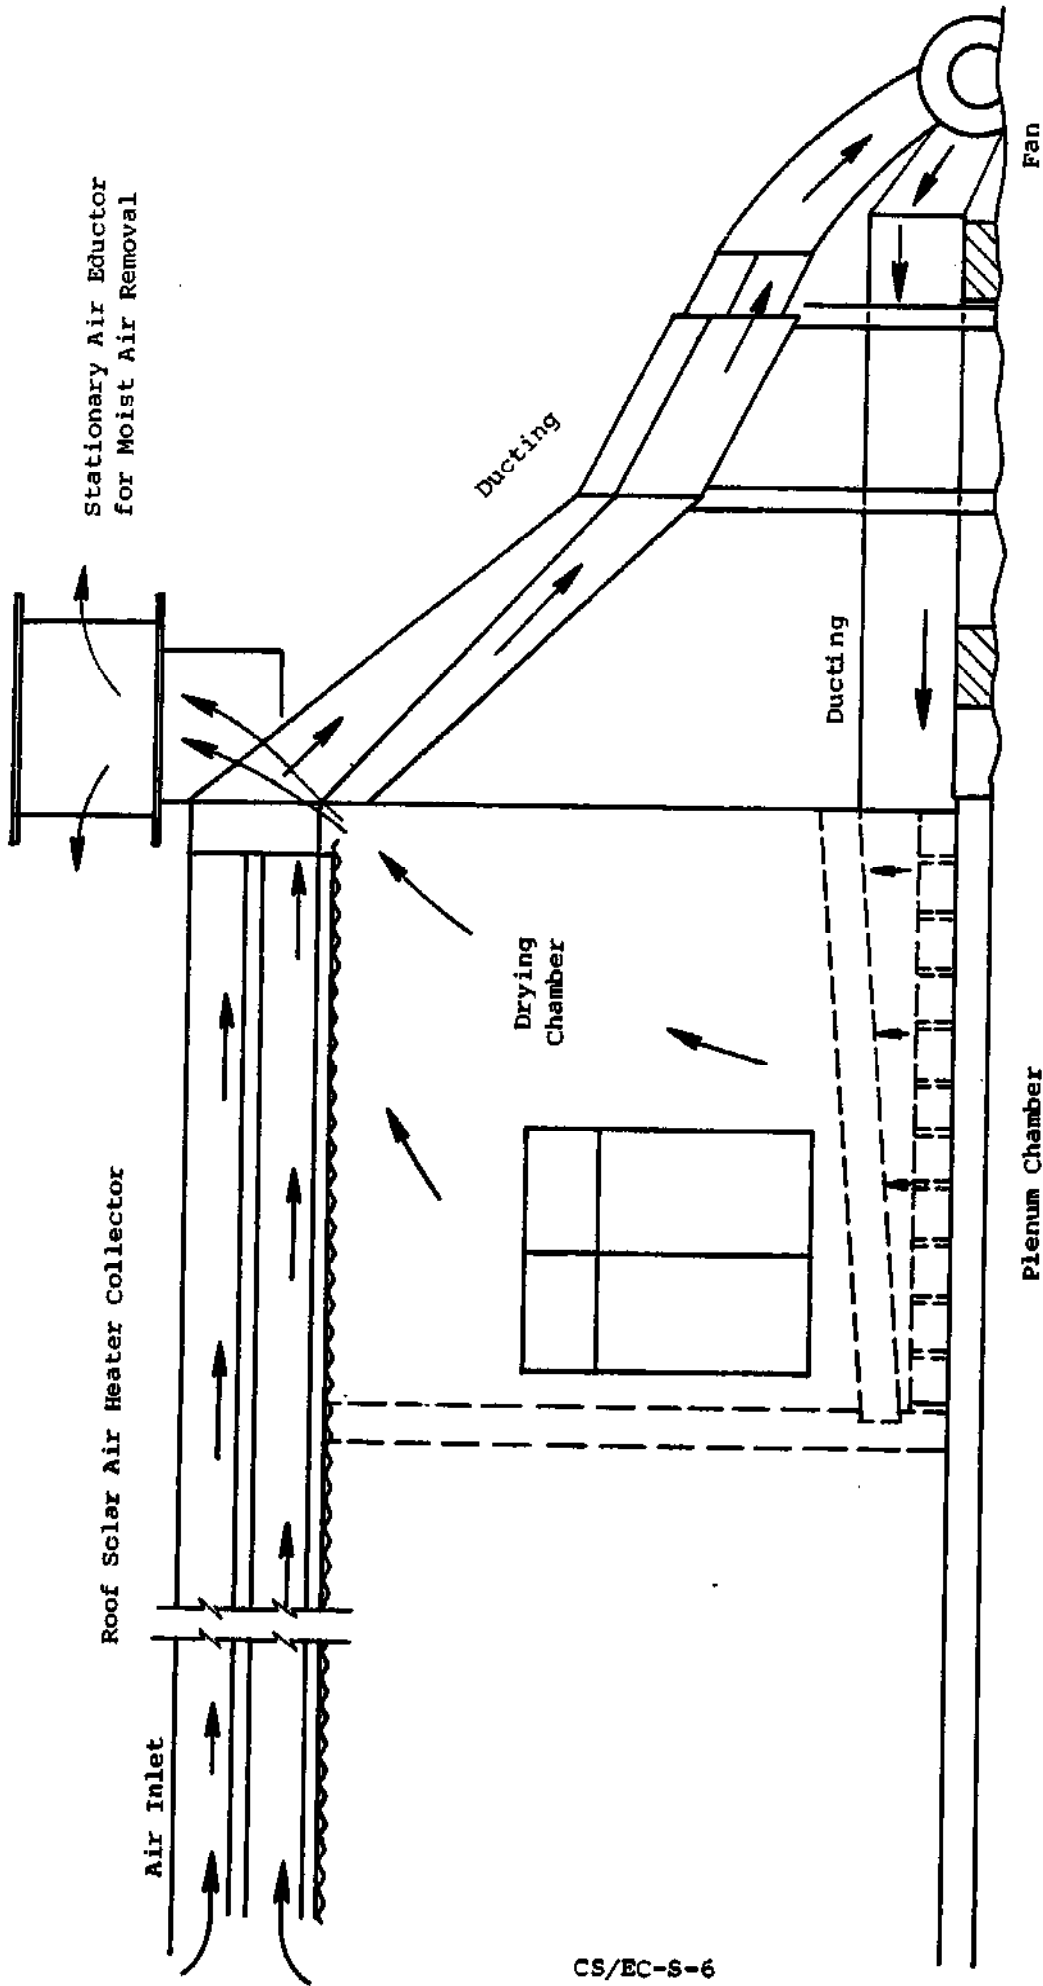 Stationary Air Eductor
for Moist Air Removal
Roof Solar Air Heater Collector
Air Inlet
Ducting
Drying
Chamber
Ducting
Plenum Chamber
Fan
CS/EC-S-6